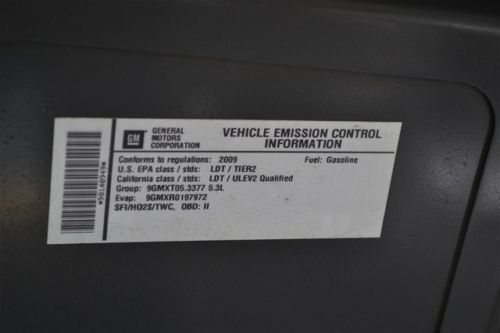 GM
GENERAL
MOTORS
CORPORATION
VEHICLE EMISSION CONTROL
INFORMATION
Conforms to regulations: 2009 Fuel: Gasoline
U.S. EPA class / stds: LDT / TIER2
California class / stds: LDT / ULEV2 Qualified
Group: 9GMXT05.3377 5.3L
Evap: 9GMXR0197972
SFI/HO2S/TWC, OBD: II